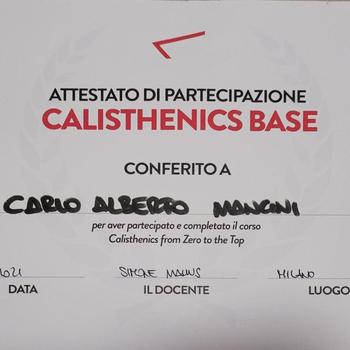 ATTESTATO DI PARTECIPAZIONE
CALISTHENICS BASE
CONFERITO A
CARLO ALBERTO MANCINI
per aver partecipato e completato il corso
Calisthenics from Zero to the Top
SIMONE MILANO
DATA IL DOCENTE LUOGO